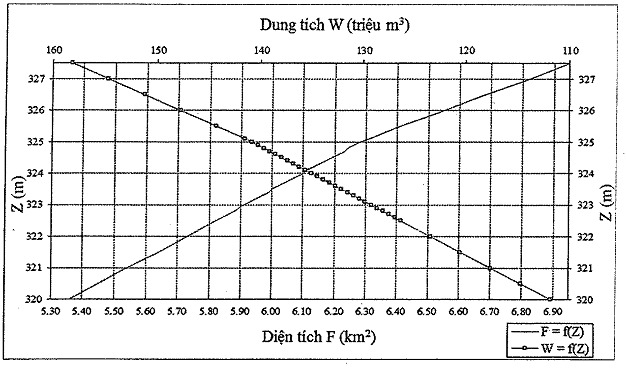 Dung tích W (triệu m³)
160 150 140 130 120 110
327 327
326 326
325 325
324 324
323 323
322 322
321 321
320 320
Z (m)
Z (m)
5.30 5.40 5.50 5.60 5.70 5.80 5.90 6.00 6.10 6.20 6.30 6.40 6.50 6.60 6.70 6.80 6.90
Diện tích F (km²)
F = f(Z)
W = f(Z)